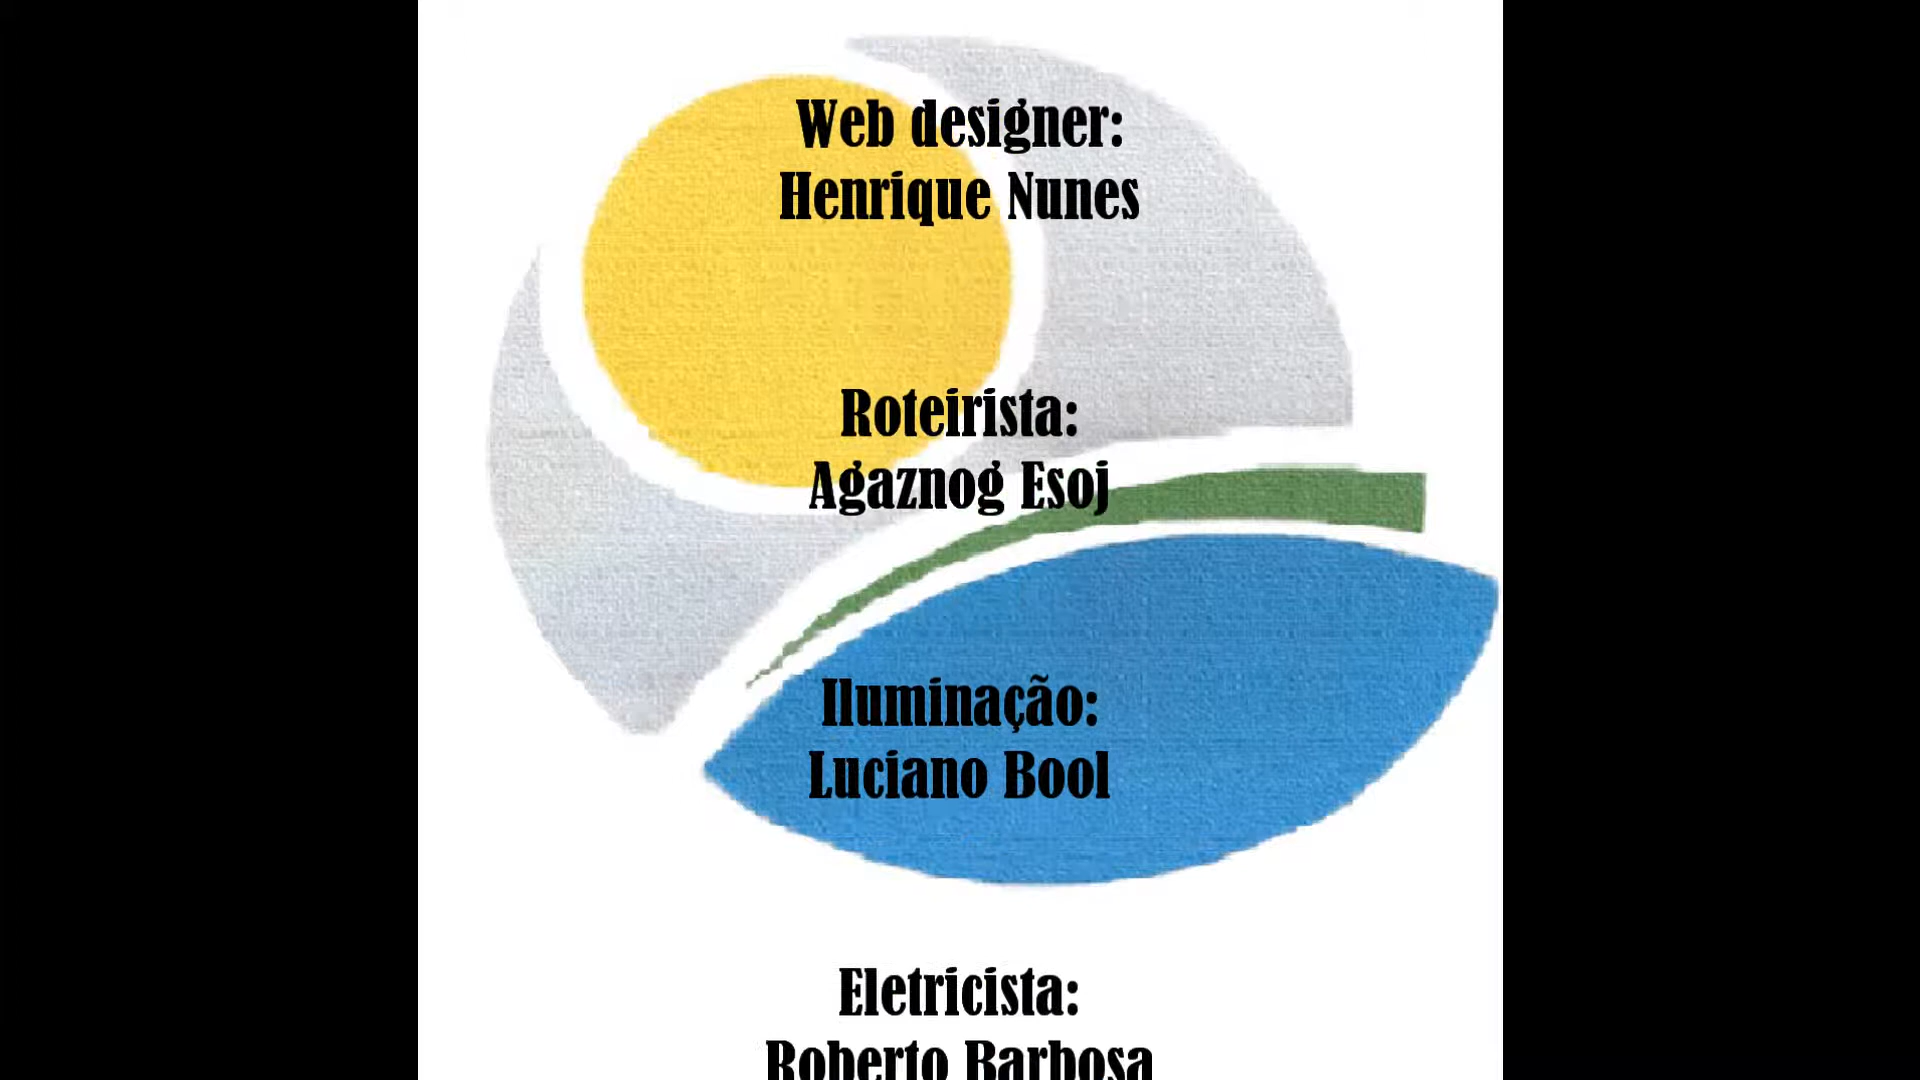 Web designer:
Henrique Nunes
Roteirista:
Agaznog Esoj
Iluminação:
Luciano Bool
Eletricista:
Roberto Barbosa